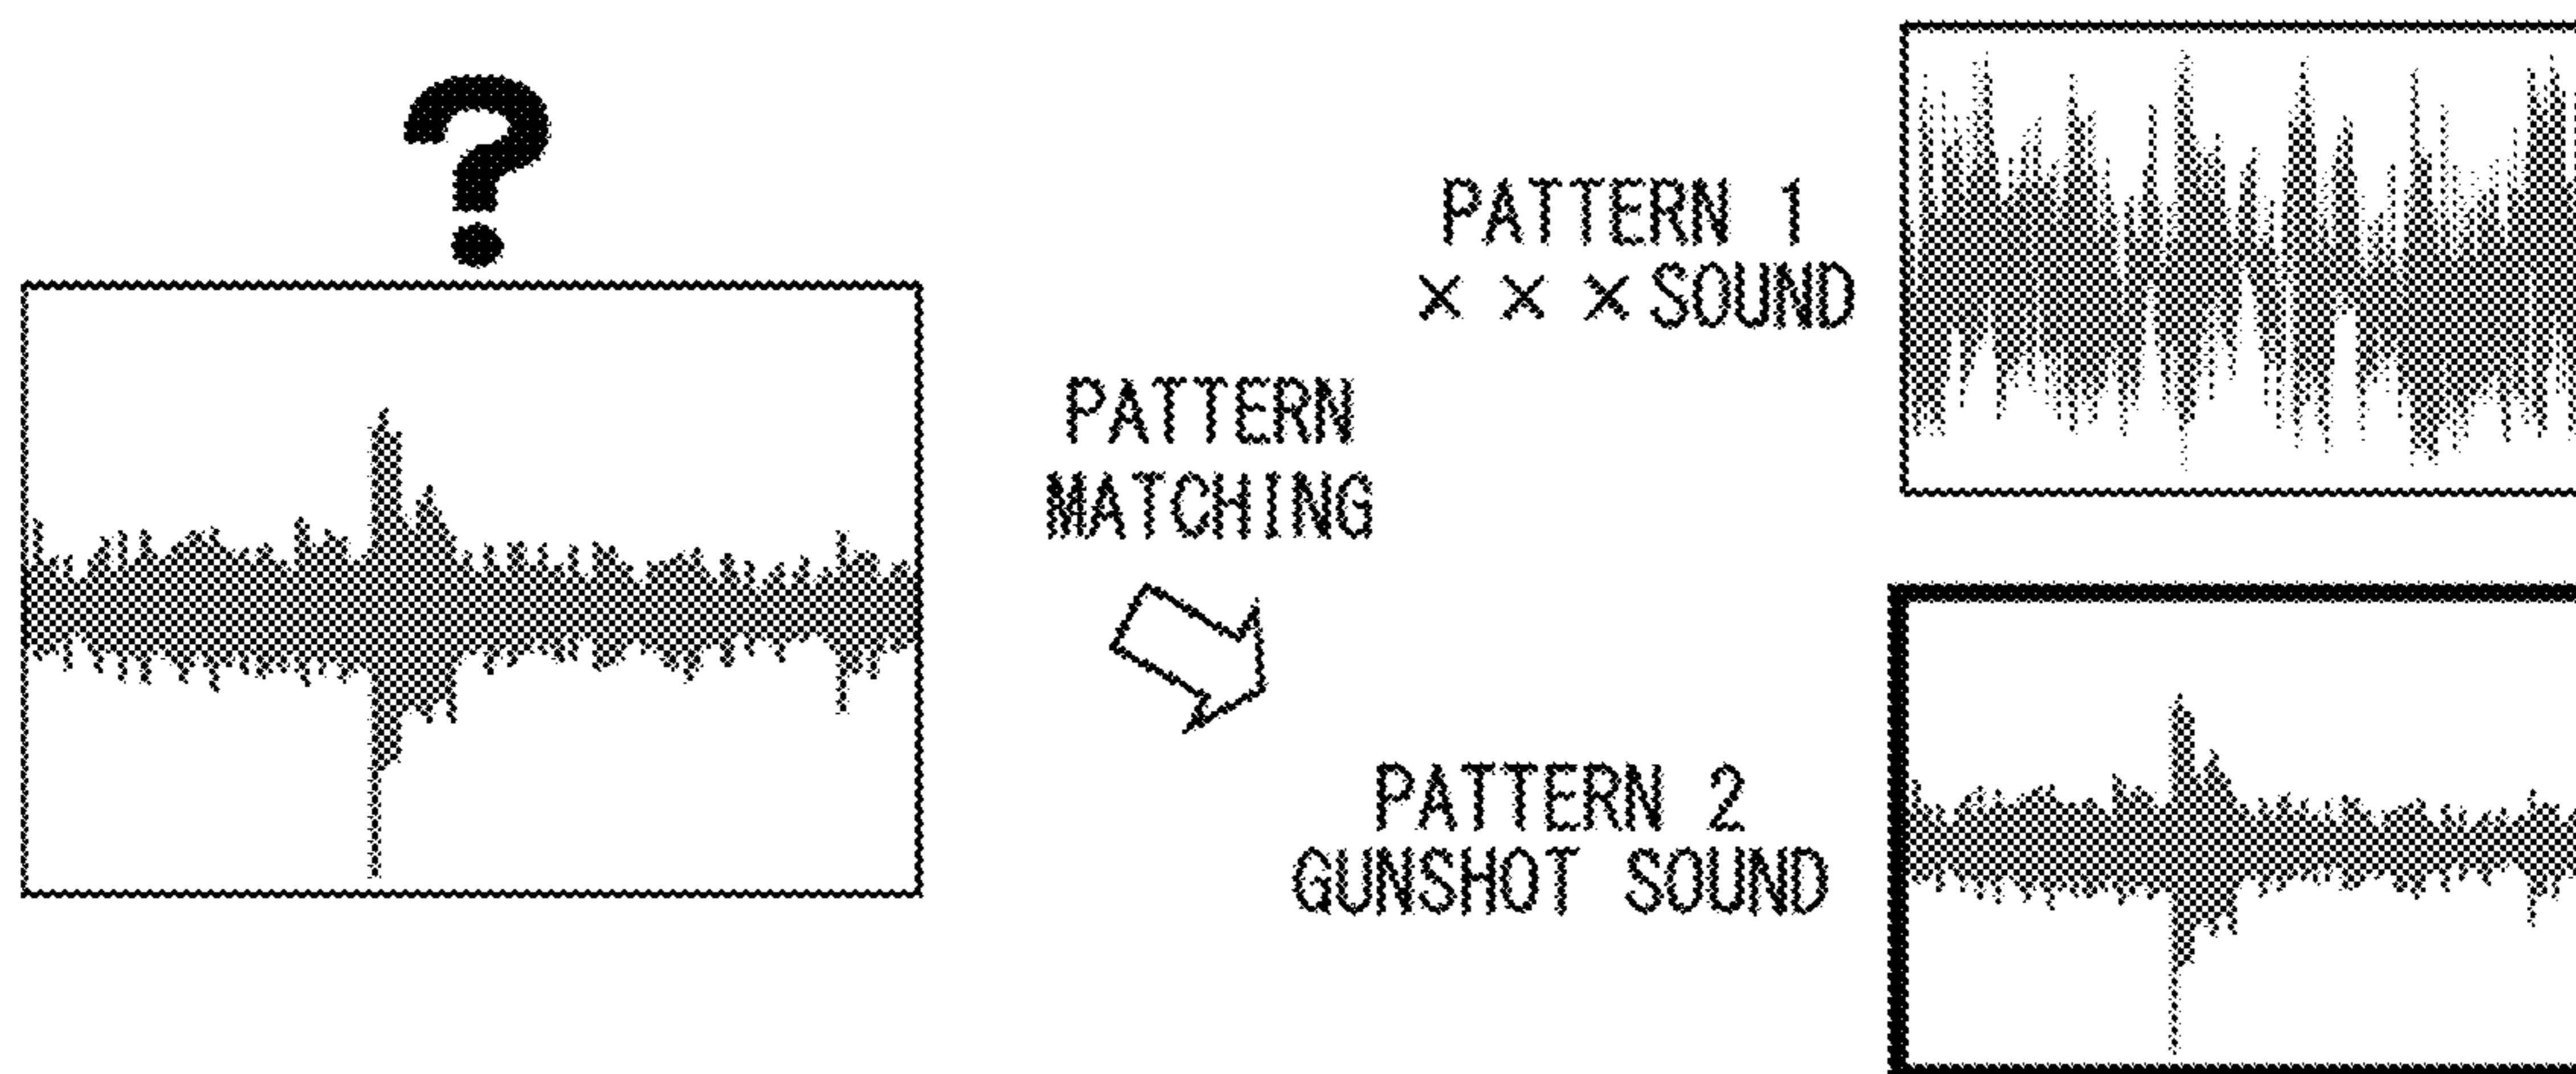 ?
PATTERN
MATCHING
PATTERN 1
× × × SOUND
PATTERN 2
GUNSHOT SOUND